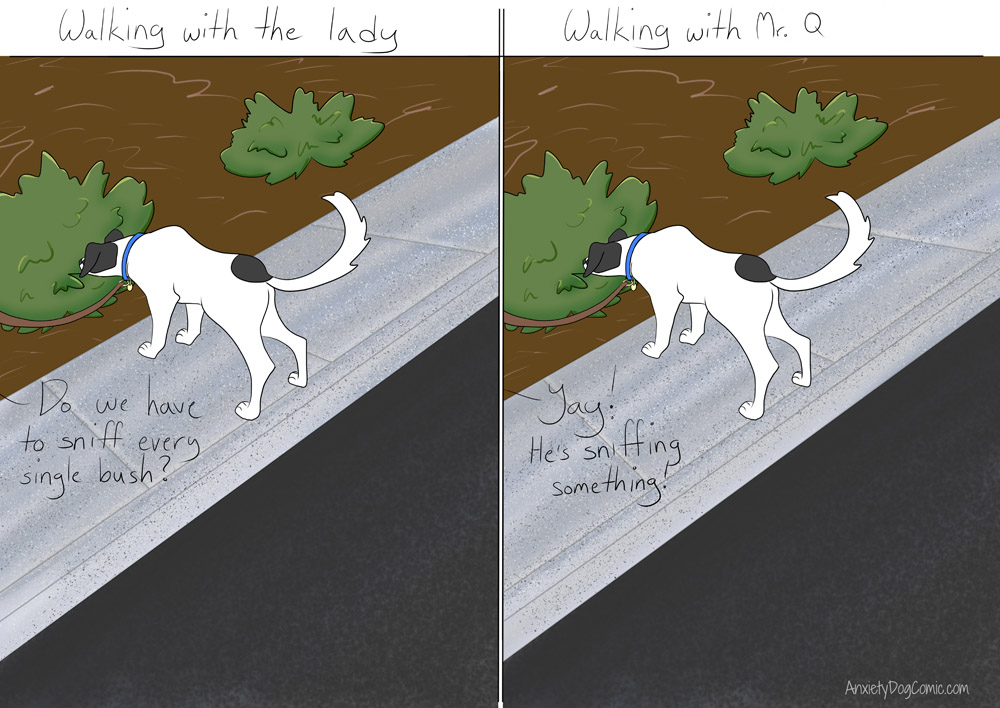 Walking with the lady
Do we have
to sniff every
single bush?
Walking with Mr. Q
Yay!
He's sniffing
something!
AnxietyDogComic.com